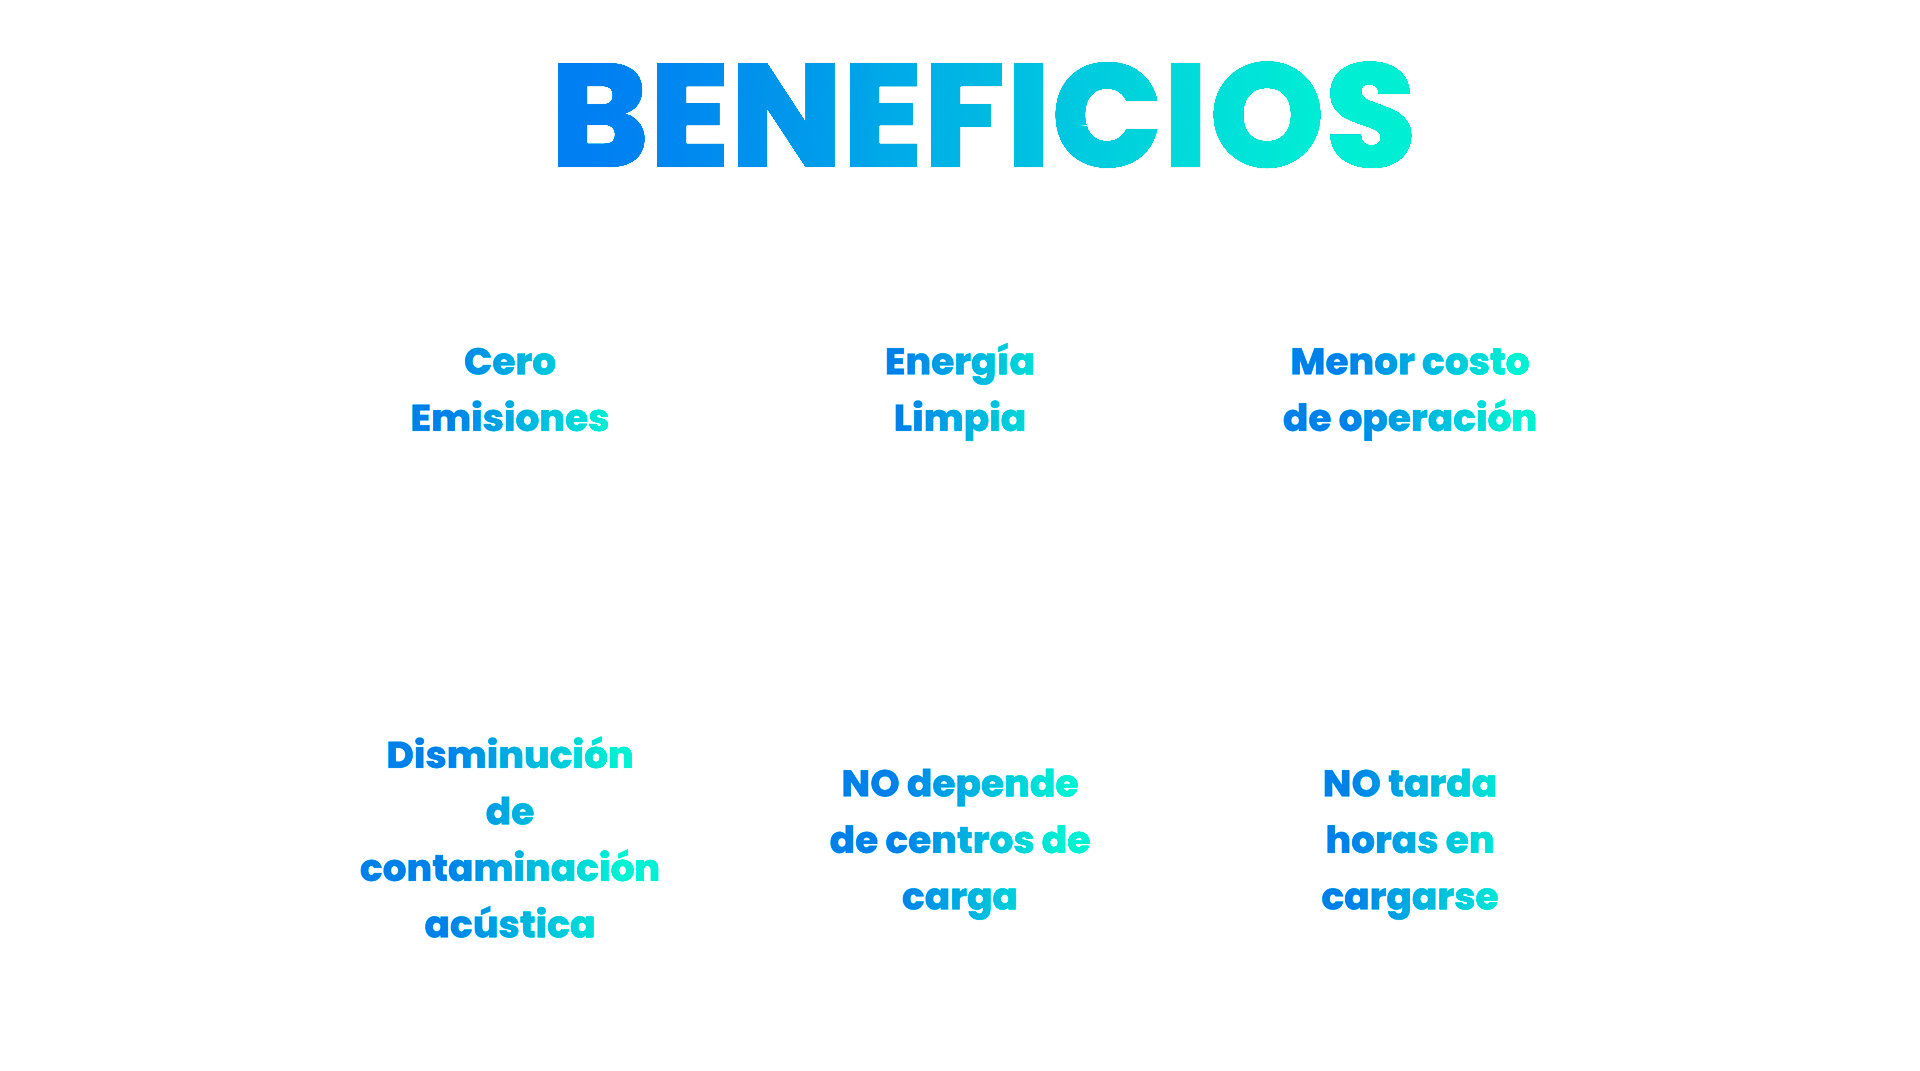 BENEFICIOS
Cero
Emisiones
Energía
Limpia
Menor costo
de operación
Disminución
de
contaminación
acústica
NO depende
de centros de
carga
NO tarda
horas en
cargarse